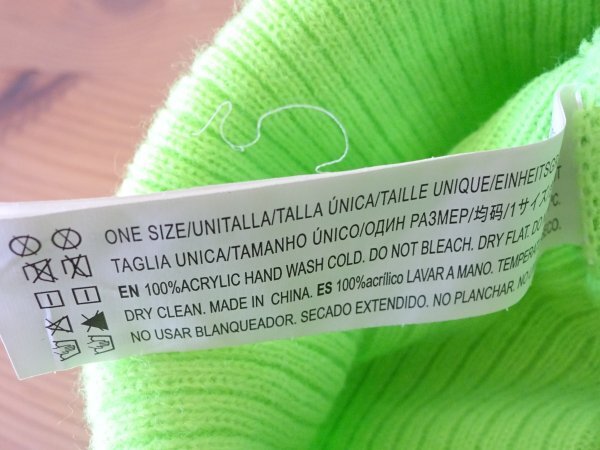 ONE SIZE/UNITALLA/TALLA ÚNICA/TAILLE UNIQUE/
TAGLIA UNICA/TAMANHO ÚNICO/ОДИН РАЗМЕР/均码/1サイズ/
EN 100%ACRYLIC HAND WASH COLD. DO NOT BLEACH. DRY FLAT.
DRY CLEAN. MADE IN CHINA. ES 100%acrílico LAVAR A MANO.
NO USAR BLANQUEADOR. SECADO EXTENDIDO. NO PLANCHAR. NO